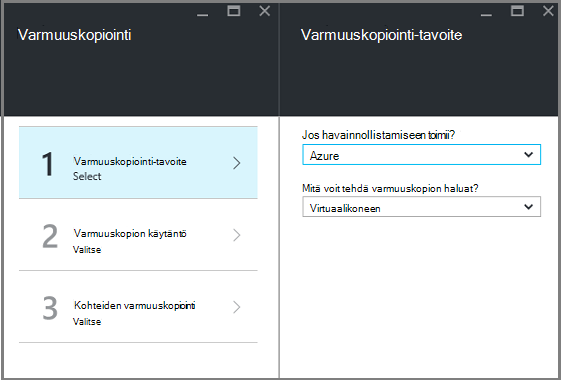 Varmuuskopiointi
1
Varmuuskopiointi-tavoite
Select
2
Varmuuskopion käytäntö
Valitse
3
Kohteiden varmuuskopiointi
Valitse
Varmuuskopiointi-tavoite
Jos havainnollistamiseen toimii?
Azure
Mitä voit tehdä varmuuskopion haluat?
Virtuaalikoneen